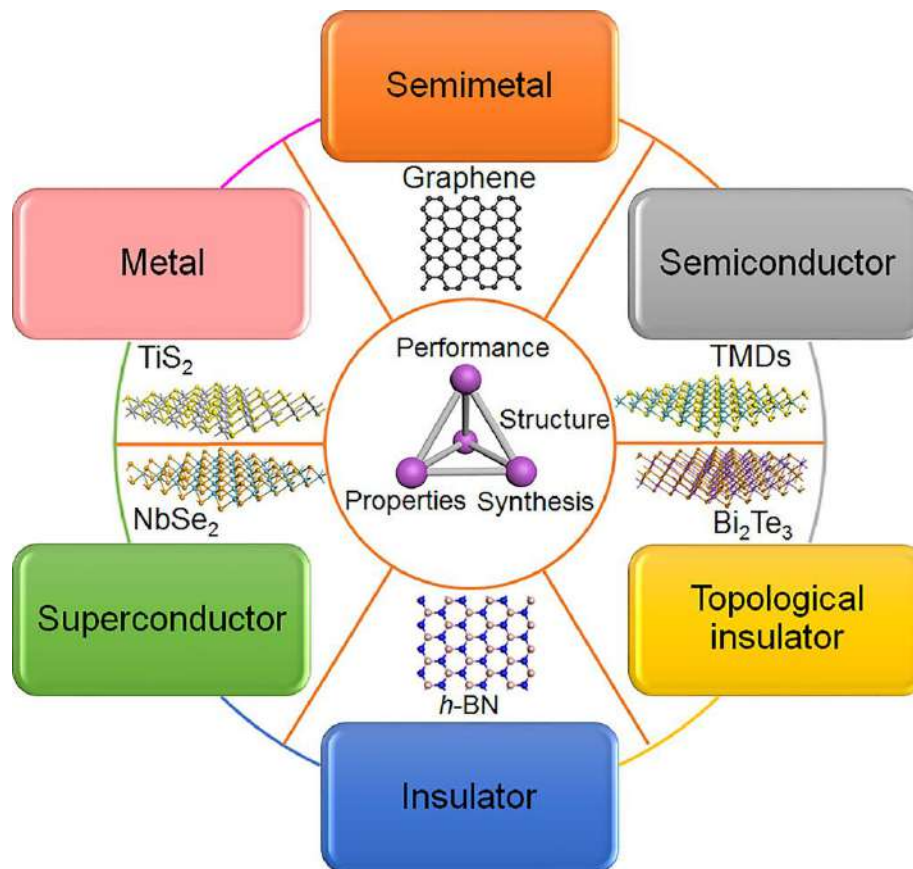 Semimetal
Graphene
Metal
Semiconductor
TiS₂
TMDs
Performance
Structure
Properties Synthesis
NbSe₂
Bi₂Te₃
Superconductor
Topological
insulator
h-BN
Insulator